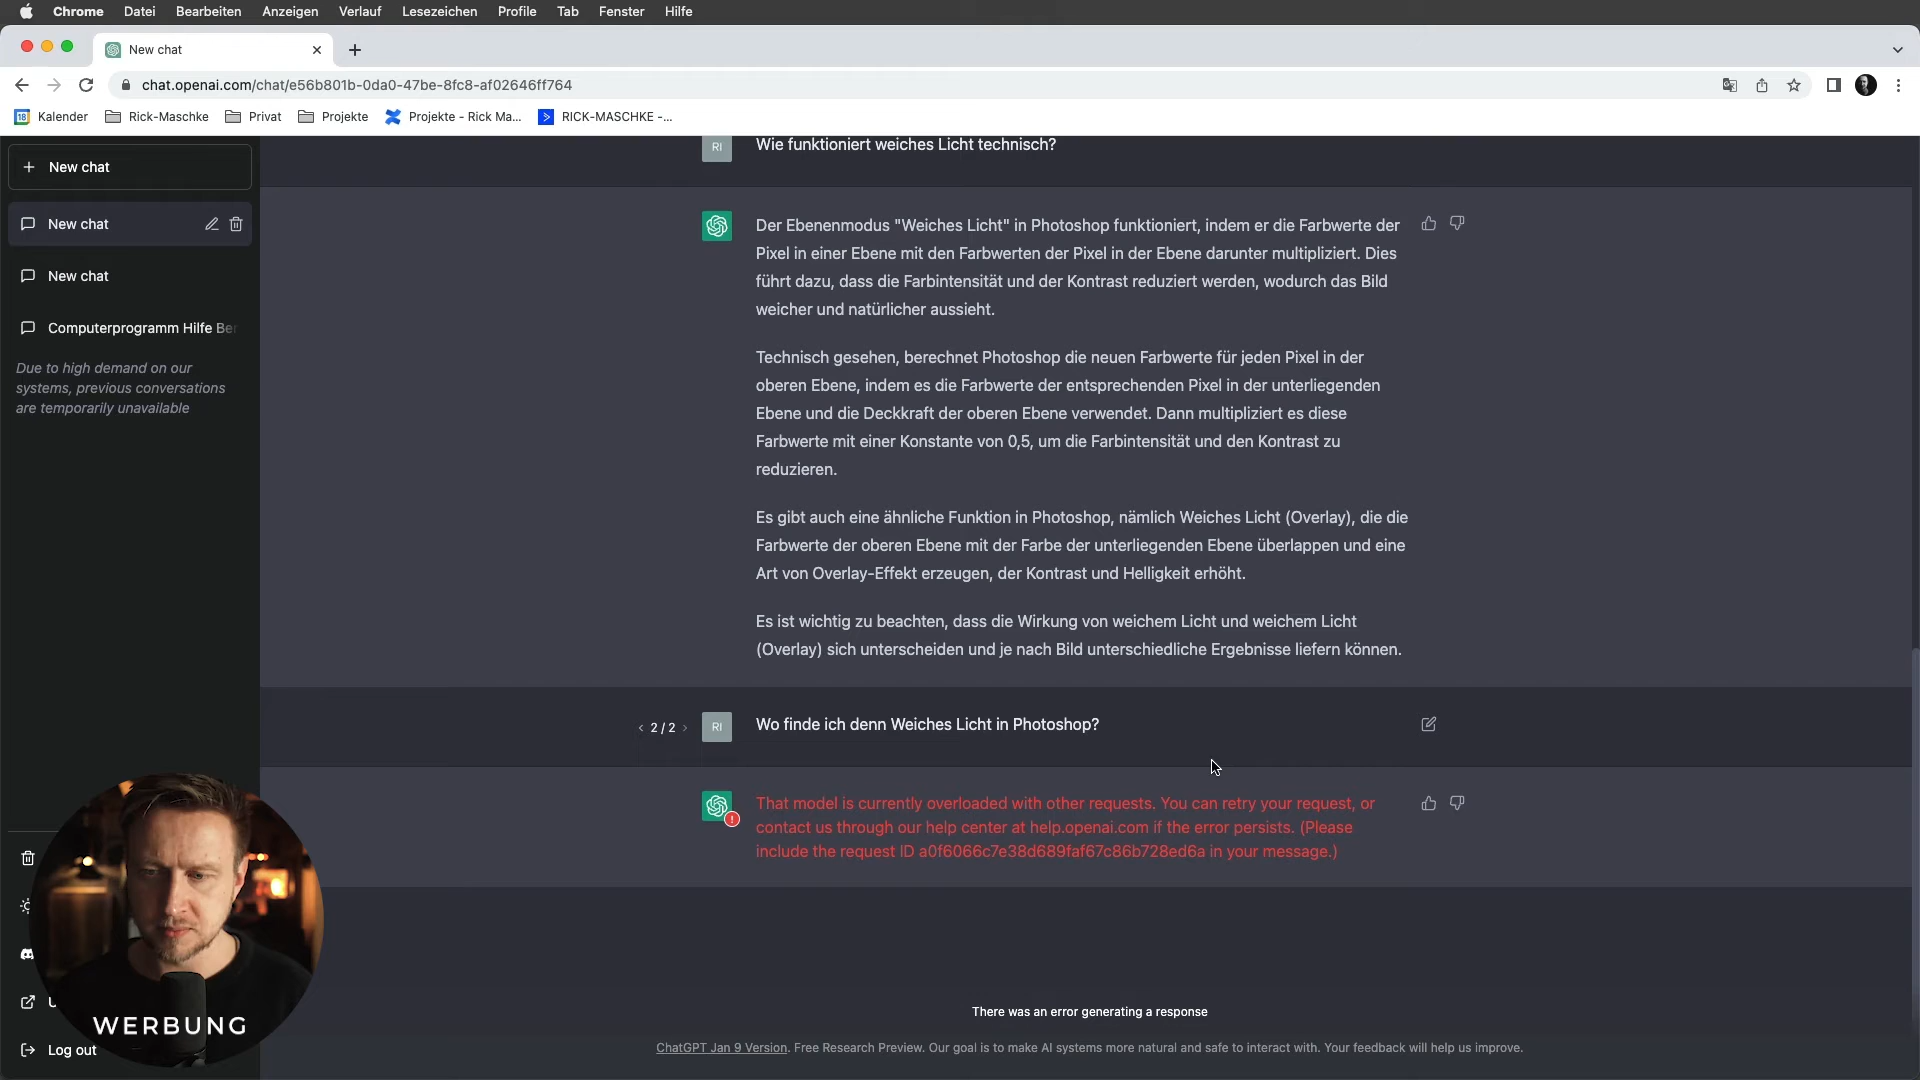 Chrome Datei Bearbeiten Anzeigen Verlauf Lesezeichen Profile Tab Fenster Hilfe
New chat
chat.openai.com/chat/e56b801b-0da0-47be-8fc8-af02646ff764
18 Kalender Rick-Maschke Privat Projekte Projekte - Rick Ma... RICK-MASCHKE -...
New chat
New chat
New chat
Computerprogramm Hilfe Ber
Due to high demand on our
systems, previous conversations
are temporarily unavailable
Log out
RI Wie funktioniert weiches Licht technisch?
Der Ebenenmodus "Weiches Licht" in Photoshop funktioniert, indem er die Farbwerte der
Pixel in einer Ebene mit den Farbwerten der Pixel in der Ebene darunter multipliziert. Dies
führt dazu, dass die Farbintensität und der Kontrast reduziert werden, wodurch das Bild
weicher und natürlicher aussieht.
Technisch gesehen, berechnet Photoshop die neuen Farbwerte für jeden Pixel in der
oberen Ebene, indem es die Farbwerte der entsprechenden Pixel in der unterliegenden
Ebene und die Deckkraft der oberen Ebene verwendet. Dann multipliziert es diese
Farbwerte mit einer Konstante von 0,5, um die Farbintensität und den Kontrast zu
reduzieren.
Es gibt auch eine ähnliche Funktion in Photoshop, nämlich Weiches Licht (Overlay), die die
Farbwerte der oberen Ebene mit der Farbe der unterliegenden Ebene überlappen und eine
Art von Overlay-Effekt erzeugen, der Kontrast und Helligkeit erhöht.
Es ist wichtig zu beachten, dass die Wirkung von weichem Licht und weichem Licht
(Overlay) sich unterscheiden und je nach Bild unterschiedliche Ergebnisse liefern können.
< 2 / 2 > RI Wo finde ich denn Weiches Licht in Photoshop?
That model is currently overloaded with other requests. You can retry your request, or
contact us through our help center at help.openai.com if the error persists. (Please
include the request ID a0f6066c7e38d689faf67c86b728ed6a in your message.)
There was an error generating a response
ChatGPT Jan 9 Version. Free Research Preview. Our goal is to make AI systems more natural and safe to interact with. Your feedback will help us improve.
WERBUNG